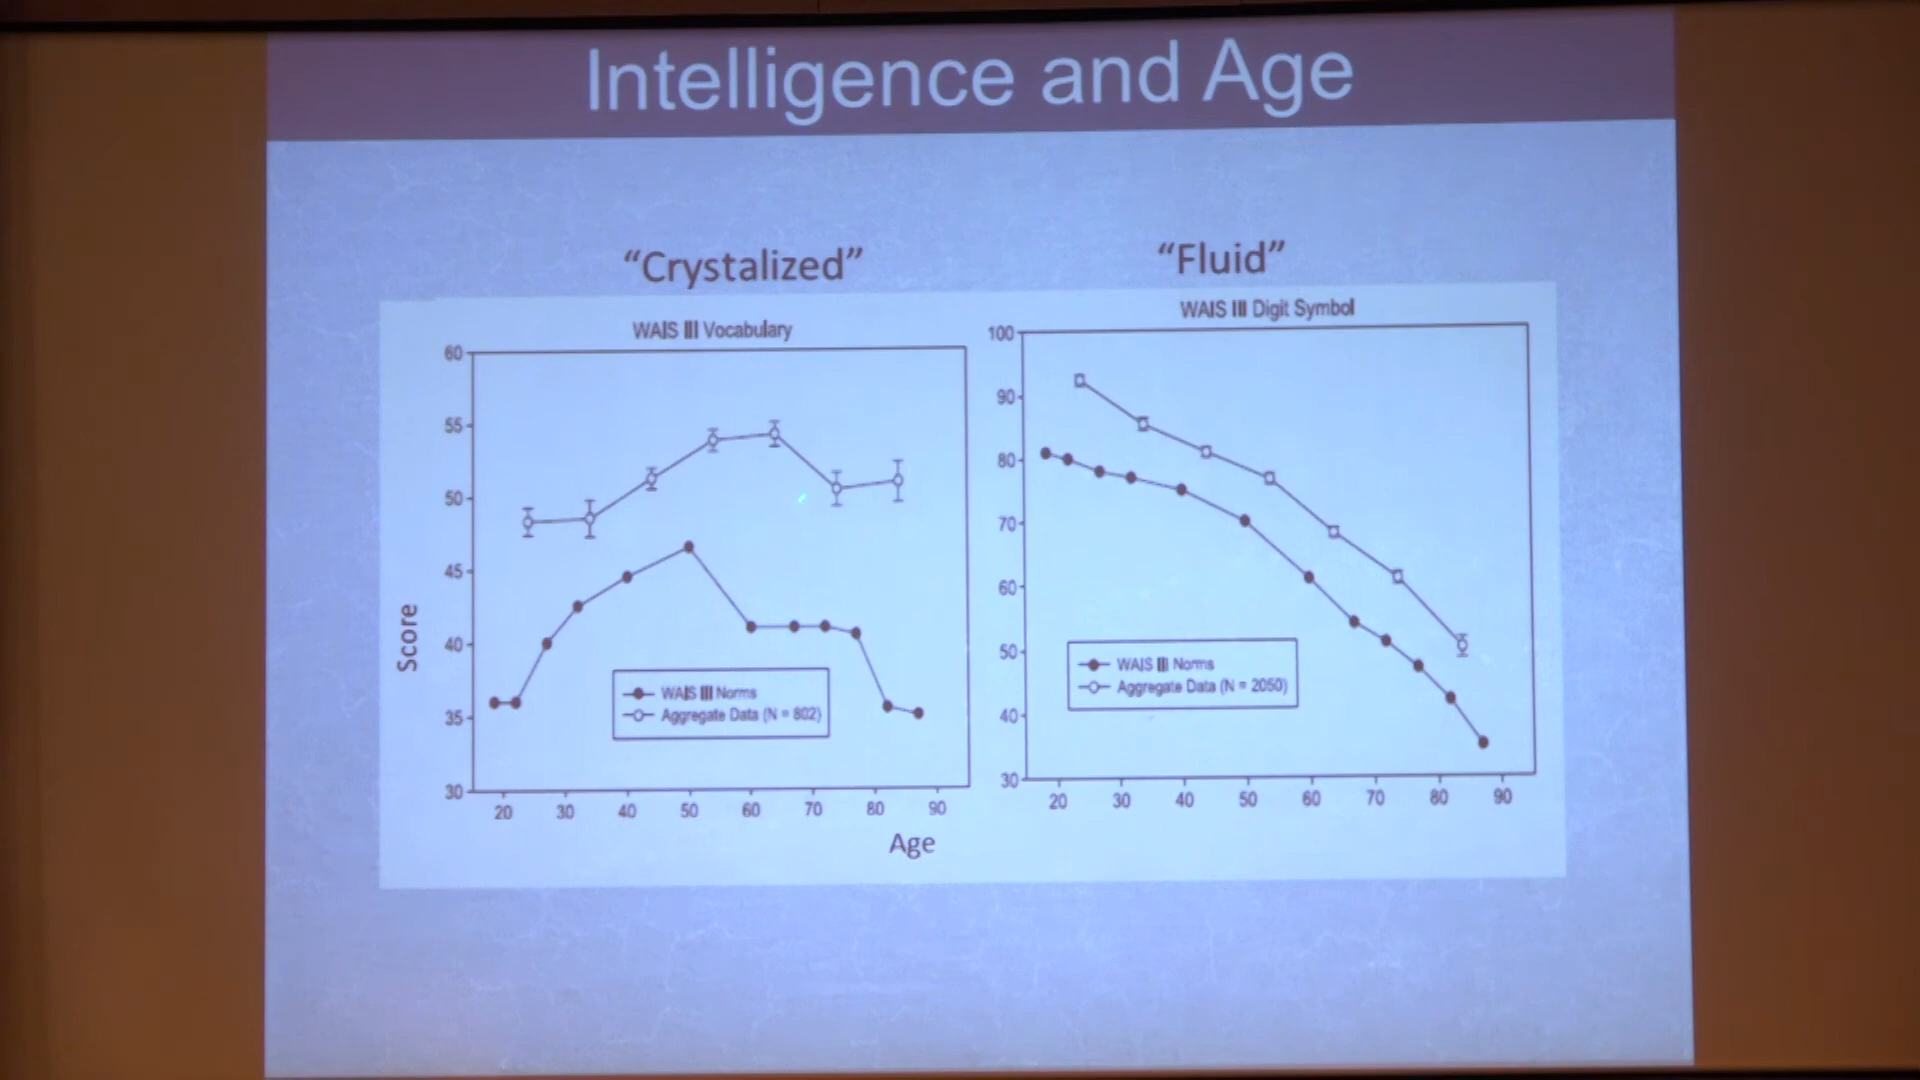 Intelligence and Age
“Crystalized”
“Fluid”
WAIS III Vocabulary
60
55
50
45
40
35
30
Score
20 30 40 50 60 70 80 90
WAIS III Norms
Aggregate Data (N = 802)
WAIS III Digit Symbol
100
90
80
70
60
50
40
30
20 30 40 50 60 70 80 90
WAIS III Norms
Aggregate Data (N = 2050)
Age